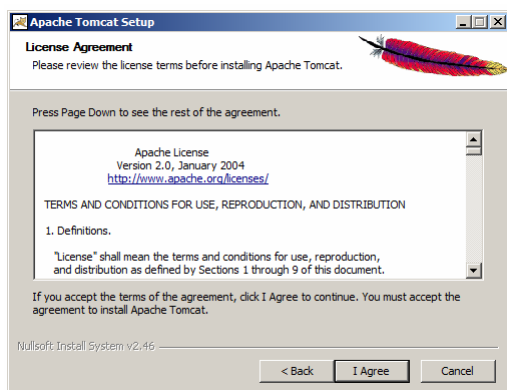 Apache Tomcat Setup
License Agreement
Please review the license terms before installing Apache Tomcat.
Press Page Down to see the rest of the agreement.
Apache License
Version 2.0, January 2004
http://www.apache.org/licenses/
TERMS AND CONDITIONS FOR USE, REPRODUCTION, AND DISTRIBUTION
1. Definitions.
"License" shall mean the terms and conditions for use, reproduction,
and distribution as defined by Sections 1 through 9 of this document.
If you accept the terms of the agreement, click I Agree to continue. You must accept the
agreement to install Apache Tomcat.
Nullsoft Install System v2.46
< Back I Agree Cancel